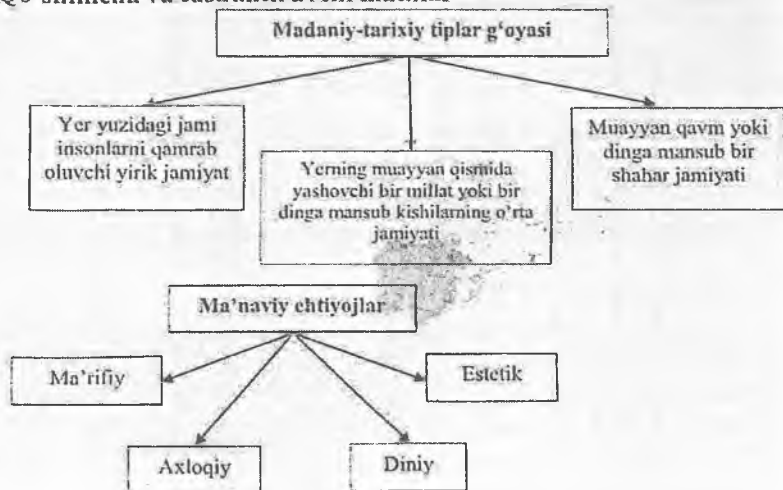 Madaniy-tarixiy tiplar g‘oyasi
Yer yuzidagi jami
insonlarni qamrab
oluvchi yirik jamiyat
Yerning muayyan qismida
yashovchi bir millat yoki bir
dinga mansub kishilarning o’rta
jamiyati
Muayyan qavm yoki
dinga mansub bir
shahar jamiyati
Ma’naviy ehtiyojlar
Ma’rifiy
Axloqiy
Diniy
Estetik